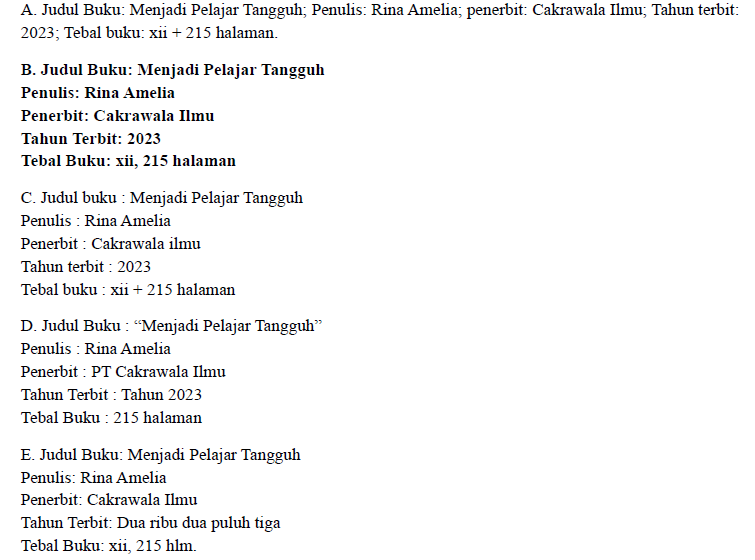 A. Judul Buku: Menjadi Pelajar Tangguh; Penulis: Rina Amelia; penerbit: Cakrawala Ilmu; Tahun terbit:
2023; Tebal buku: xii + 215 halaman.
B. Judul Buku: Menjadi Pelajar Tangguh
Penulis: Rina Amelia
Penerbit: Cakrawala Ilmu
Tahun Terbit: 2023
Tebal Buku: xii, 215 halaman
C. Judul buku : Menjadi Pelajar Tangguh
Penulis : Rina Amelia
Penerbit : Cakrawala ilmu
Tahun terbit : 2023
Tebal buku : xii + 215 halaman
D. Judul Buku : “Menjadi Pelajar Tangguh”
Penulis : Rina Amelia
Penerbit : PT Cakrawala Ilmu
Tahun Terbit : Tahun 2023
Tebal Buku : 215 halaman
E. Judul Buku: Menjadi Pelajar Tangguh
Penulis: Rina Amelia
Penerbit: Cakrawala Ilmu
Tahun Terbit: Dua ribu dua puluh tiga
Tebal Buku: xii, 215 hlm.